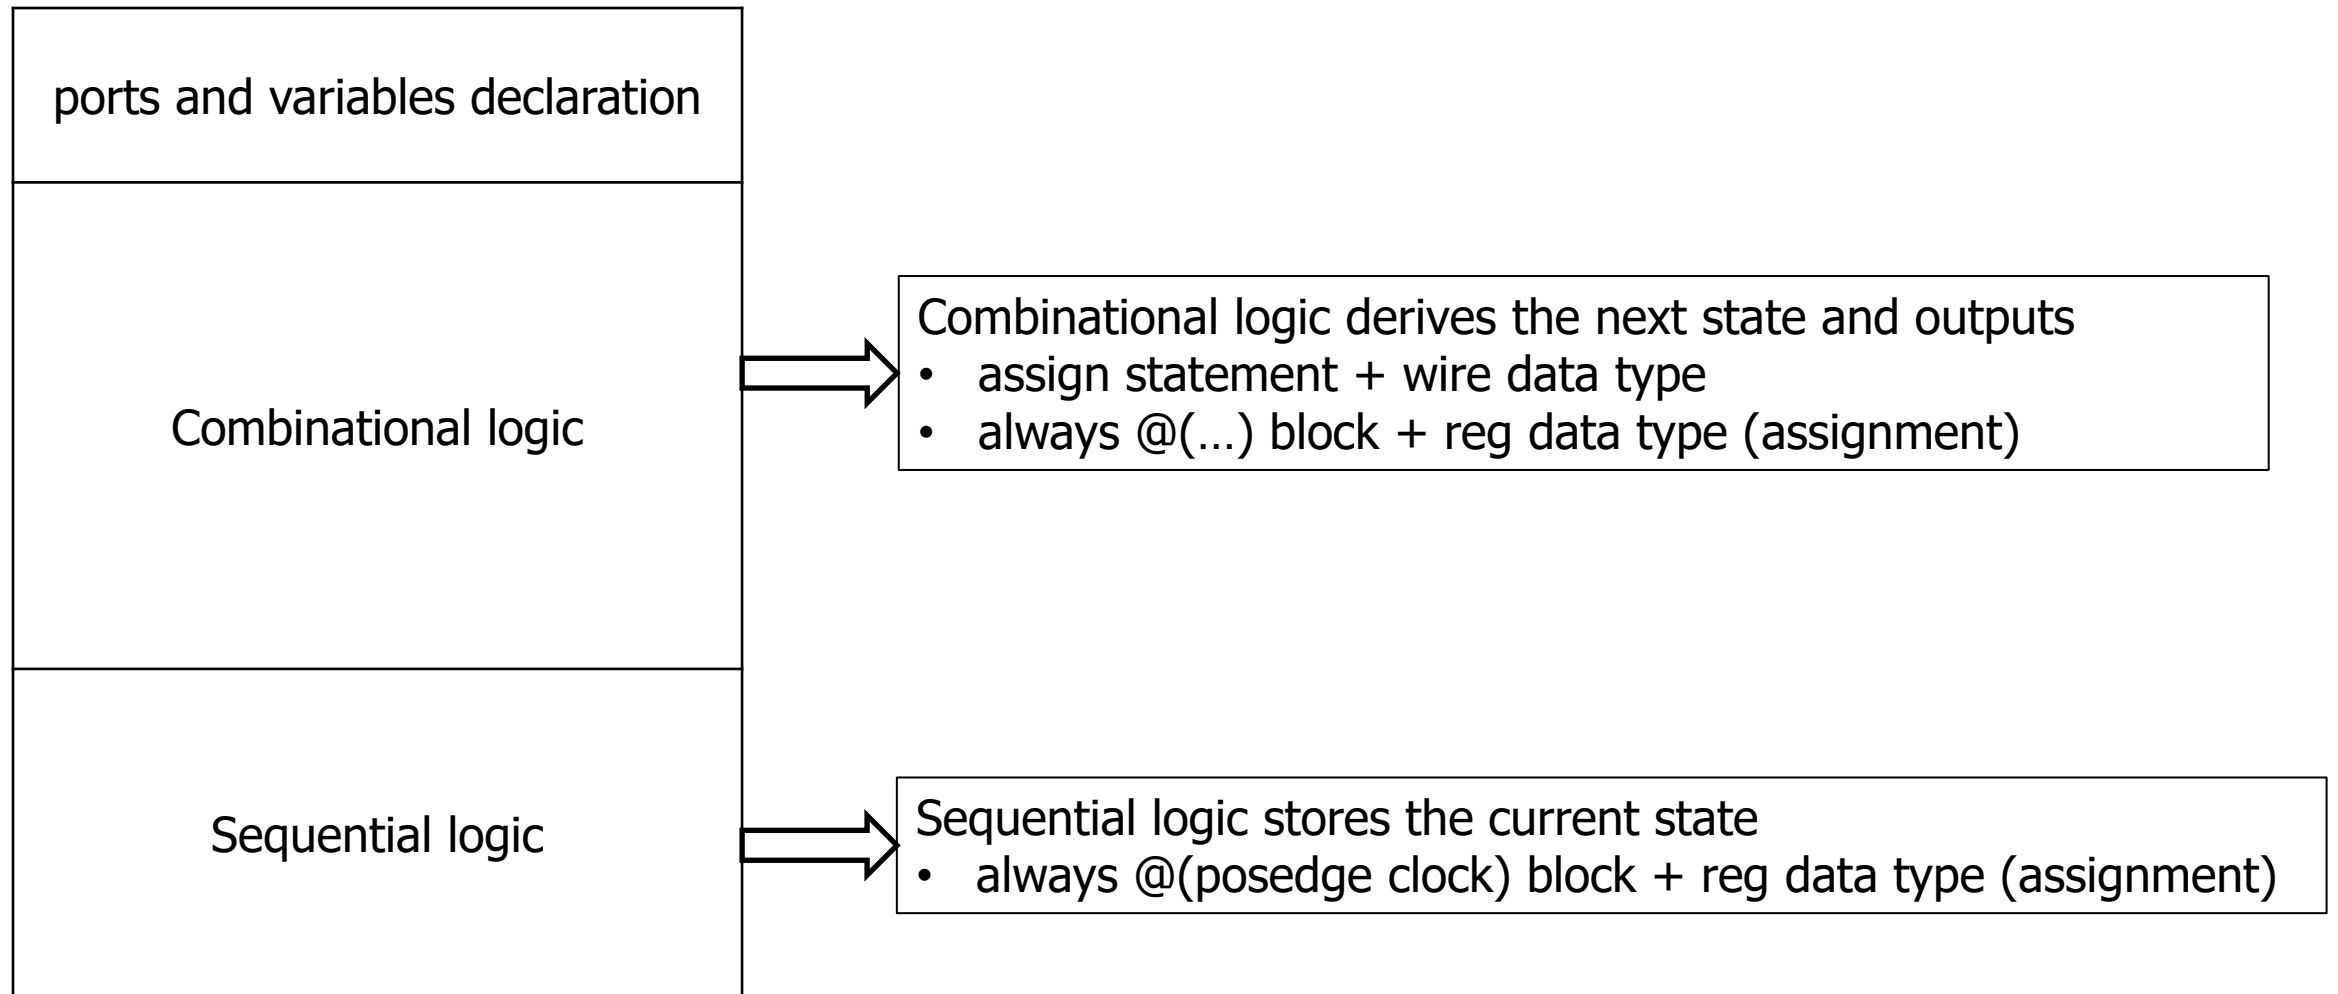 ports and variables declaration
Combinational logic
Combinational logic derives the next state and outputs
• assign statement + wire data type
• always @(…) block + reg data type (assignment)
Sequential logic
Sequential logic stores the current state
• always @(posedge clock) block + reg data type (assignment)